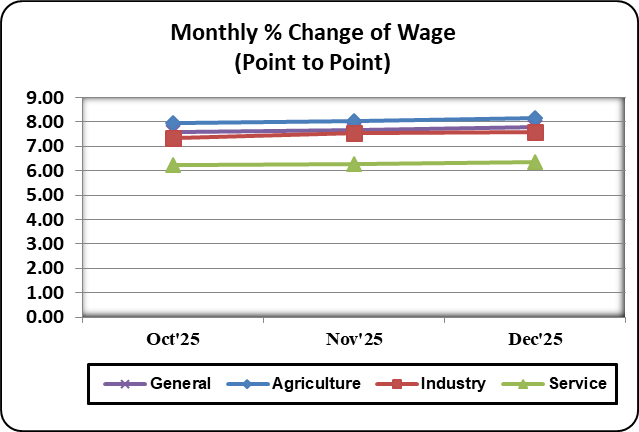 Monthly % Change of Wage
(Point to Point)
9.00
8.00
7.00
6.00
5.00
4.00
3.00
2.00
1.00
0.00
Oct'25 Nov'25 Dec'25
General Agriculture Industry Service